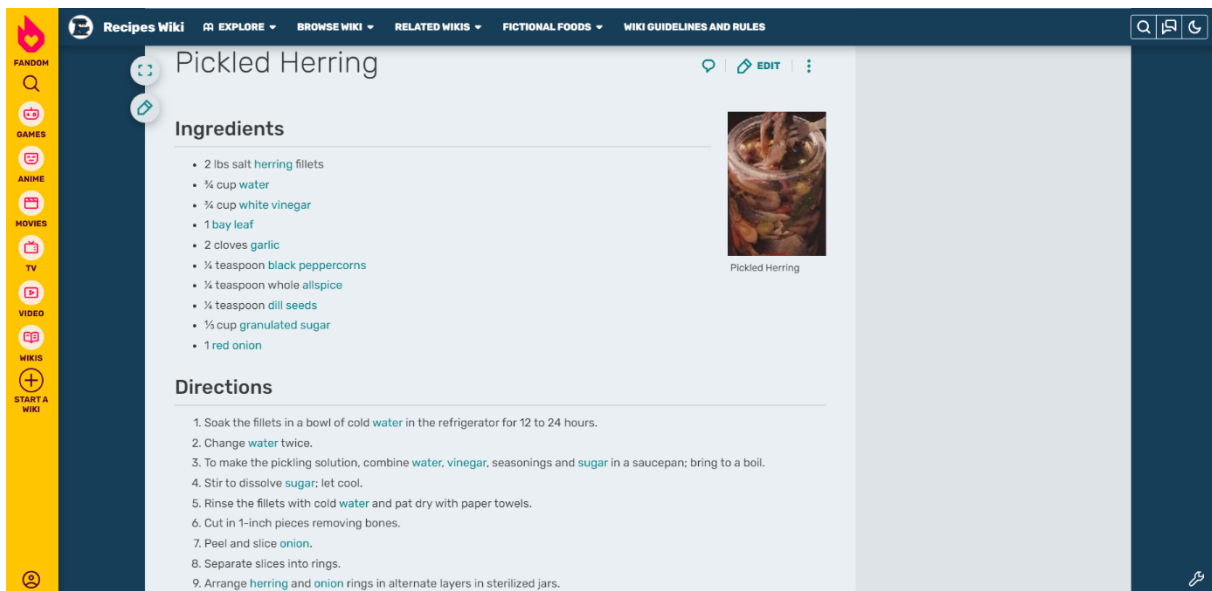 Recipes Wiki EXPLORE BROWSE WIKI RELATED WIKIS FICTIONAL FOODS WIKI GUIDELINES AND RULES
FANDOM
GAMES
ANIME
MOVIES
TV
VIDEO
WIKIS
START A
WIKI
Pickled Herring
EDIT
Ingredients
• 2 lbs salt herring fillets
• ¾ cup water
• ¾ cup white vinegar
• 1 bay leaf
• 2 cloves garlic
• ¼ teaspoon black peppercorns
• ¼ teaspoon whole allspice
• ¼ teaspoon dill seeds
• ⅓ cup granulated sugar
• 1 red onion
Pickled Herring
Directions
1. Soak the fillets in a bowl of cold water in the refrigerator for 12 to 24 hours.
2. Change water twice.
3. To make the pickling solution, combine water, vinegar, seasonings and sugar in a saucepan; bring to a boil.
4. Stir to dissolve sugar; let cool.
5. Rinse the fillets with cold water and pat dry with paper towels.
6. Cut in 1-inch pieces removing bones.
7. Peel and slice onion.
8. Separate slices into rings.
9. Arrange herring and onion rings in alternate layers in sterilized jars.